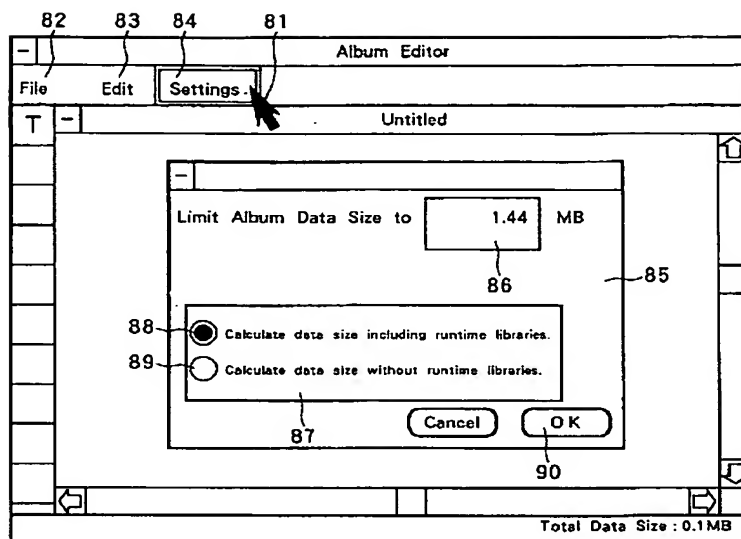 82 83 84 81
Album Editor
File Edit Settings
T Untitled
Limit Album Data Size to 1.44 MB
86
85
88 Calculate data size including runtime libraries.
89 Calculate data size without runtime libraries.
87
Cancel OK
90
Total Data Size : 0.1MB